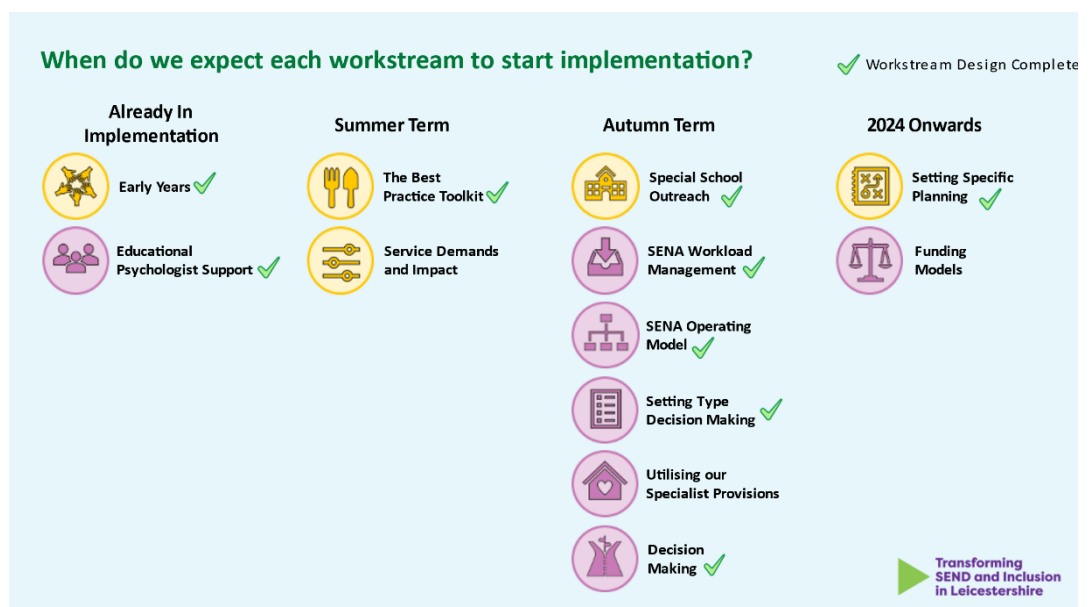 When do we expect each workstream to start implementation?
Workstream Design Complete
Already In
Implementation
Early Years
Educational
Psychologist Support
Summer Term
The Best
Practice Toolkit
Service Demands
and Impact
Autumn Term
Special School
Outreach
SENA Workload
Management
SENA Operating
Model
Setting Type
Decision Making
Utilising our
Specialist Provisions
Decision
Making
2024 Onwards
Setting Specific
Planning
Funding
Models
Transforming
SEND and Inclusion
in Leicestershire